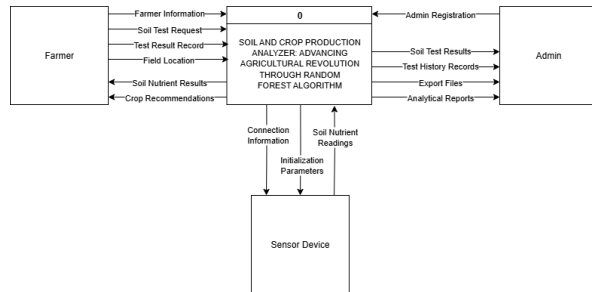 Farmer Information
0
Admin Registration
Soil Test Request
Test Result Record
Field Location
Farmer
SOIL AND CROP PRODUCTION
ANALYZER: ADVANCING
AGRICULTURAL REVOLUTION
THROUGH RANDOM
FOREST ALGORITHM
Soil Test Results
Test History Records
Export Files
Analytical Reports
Admin
Soil Nutrient Results
Crop Recommendations
Connection
Information
Initialization
Parameters
Soil Nutrient
Readings
Sensor Device